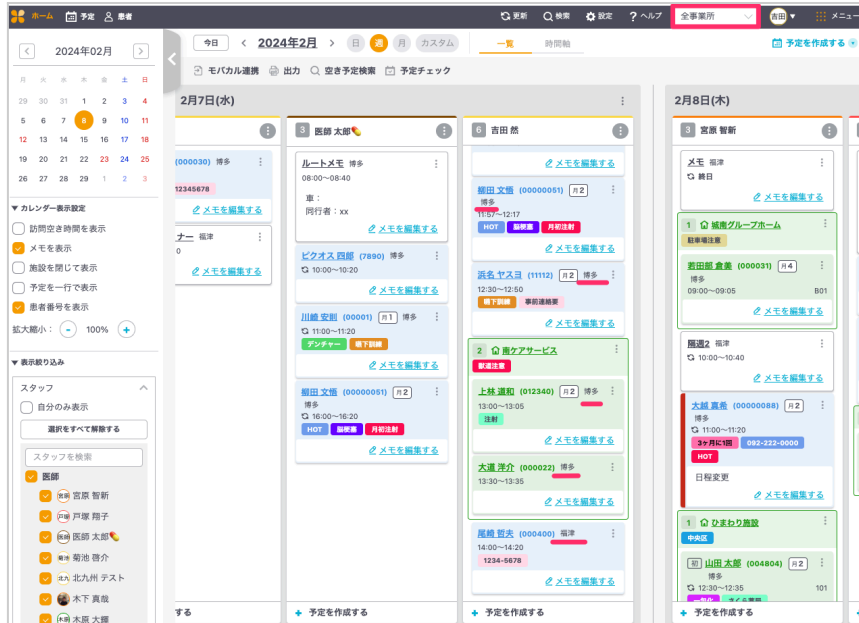 ホーム 予定 患者 更新 検索 設定 ? ヘルプ 全事業所 吉田 ▼ メニュー
2024年02月
月 火 水 木 金 土 日
29 30 31 1 2 3 4
5 6 7 8 9 10 11
12 13 14 15 16 17 18
19 20 21 22 23 24 25
26 27 28 29 1 2 3
▼ カレンダー表示設定
訪問空き時間を表示
メモを表示
施設を閉じて表示
予定を一行で表示
患者番号を表示
拡大縮小： - 100% +
▼ 表示絞り込み
スタッフ
自分のみ表示
選択をすべて解除する
スタッフを検索
医師
宮原 智新
戸塚 翔子
医師 太郎
菊池 啓介
北九州 テスト
木下 真哉
木原 大輝
今日 < 2024年2月 > 日 週 月 カスタム 一覧 時間軸 予定を作成する
モバカル連携 出力 空き予定検索 予定チェック
2月7日(水)
(000030) 博多
12345678
メモを編集する
ナー 福津
0
メモを編集する
する
3 医師 太郎
ルートメモ 博多
08:00〜08:40
車：
同行者：xx
メモを編集する
ピクオス 四郎 (7890) 博多
10:00〜10:20
川崎 安則 (00001) 月1 博多
11:00〜11:20
デンチャー 嚥下訓練
メモを編集する
柳田 文悟 (00000051) 月2
博多
16:00〜16:20
HOT 脳梗塞 月初注射
メモを編集する
+ 予定を作成する
6 吉田 然
メモを編集する
柳田 文悟 (00000051) 月2
博多
11:57〜12:17
HOT 脳梗塞 月初注射
メモを編集する
浜名 ヤスヨ (11112) 月2 博多
12:30〜12:50
嚥下訓練 事前連絡要
メモを編集する
2 南ケアサービス
駐車注意
上林 道和 (012340) 月2 博多
13:00〜13:05
注射
メモを編集する
大道 洋介 (000022) 博多
13:30〜13:35
メモを編集する
尾崎 哲夫 (000400) 福津
14:00〜14:20
1234-5678
メモを編集する
+ 予定を作成する
2月8日(木)
3 宮原 智新
メモ 福津
終日
メモを編集する
1 城南グループホーム
駐車場注意
若田部 倉美 (000031) 月4
博多
09:00〜09:05 B01
メモを編集する
隔週2 福津
10:00〜10:40
メモを編集する
大越 真希 (00000088) 月2
博多
11:00〜11:20
3ヶ月に1回 092-222-0000
HOT
日程変更
メモを編集する
1 ひまわり施設
中央区
初 山田 太郎 (004804) 月2
博多
12:30〜12:35 101
+ 予定を作成する